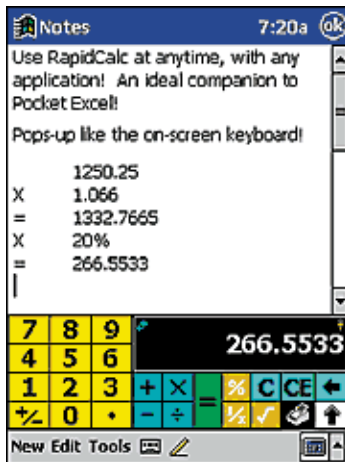 Notes 7:20a ok
Use RapidCalc at anytime, with any
application! An ideal companion to
Pocket Excel!
Pops-up like the on-screen keyboard!
1250.25
X 1.066
= 1332.7665
X 20%
= 266.5533
266.5533
7 8 9
4 5 6
1 2 3 + × = % C CE ←
+/- 0 • - ÷ 1/x √ ↑
New Edit Tools